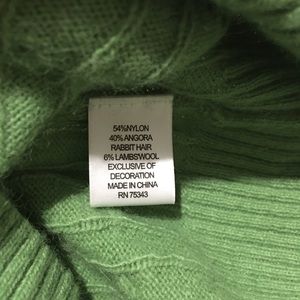 54%NYLON
40% ANGORA
RABBIT HAIR
6% LAMBSWOOL
EXCLUSIVE OF
DECORATION
MADE IN CHINA
RN 75343